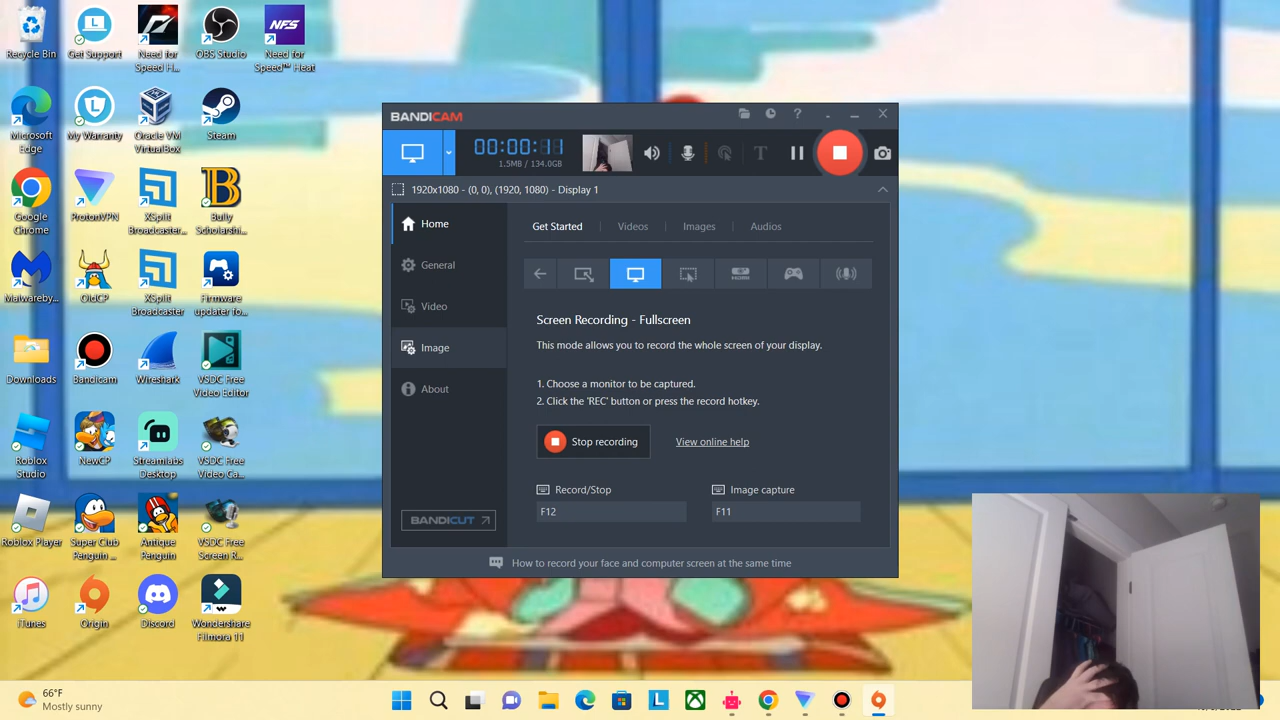 Recycle Bin
Get Support
Need for
Speed H...
OBS Studio
NFS
Need for
Speed™ Heat
Microsoft
Edge
My Warranty
Oracle VM
VirtualBox
Steam
Google
Chrome
ProtonVPN
XSplit
Broadcaster...
Bully
Scholarshi...
Malwareby...
OldCP
XSplit
Broadcaster
Firmware
updater fo...
Downloads
Bandicam
Wireshark
VSDC Free
Video Editor
Roblox
Studio
NewCP
Streamlabs
Desktop
VSDC Free
Video Ca...
Roblox Player
Super Club
Penguin ...
Antique
Penguin
VSDC Free
Screen R...
iTunes
Origin
Discord
Wondershare
Filmora 11
BANDICAM
00:00:11
1.5MB / 134.0GB
1920x1080 - (0, 0), (1920, 1080) - Display 1
Home
General
Video
Image
About
BANDICUT
Get Started
Videos
Images
Audios
HDMI
Screen Recording - Fullscreen
This mode allows you to record the whole screen of your display.
1. Choose a monitor to be captured.
2. Click the 'REC' button or press the record hotkey.
Stop recording
View online help
Record/Stop
Image capture
F12
F11
How to record your face and computer screen at the same time
66°F
Mostly sunny